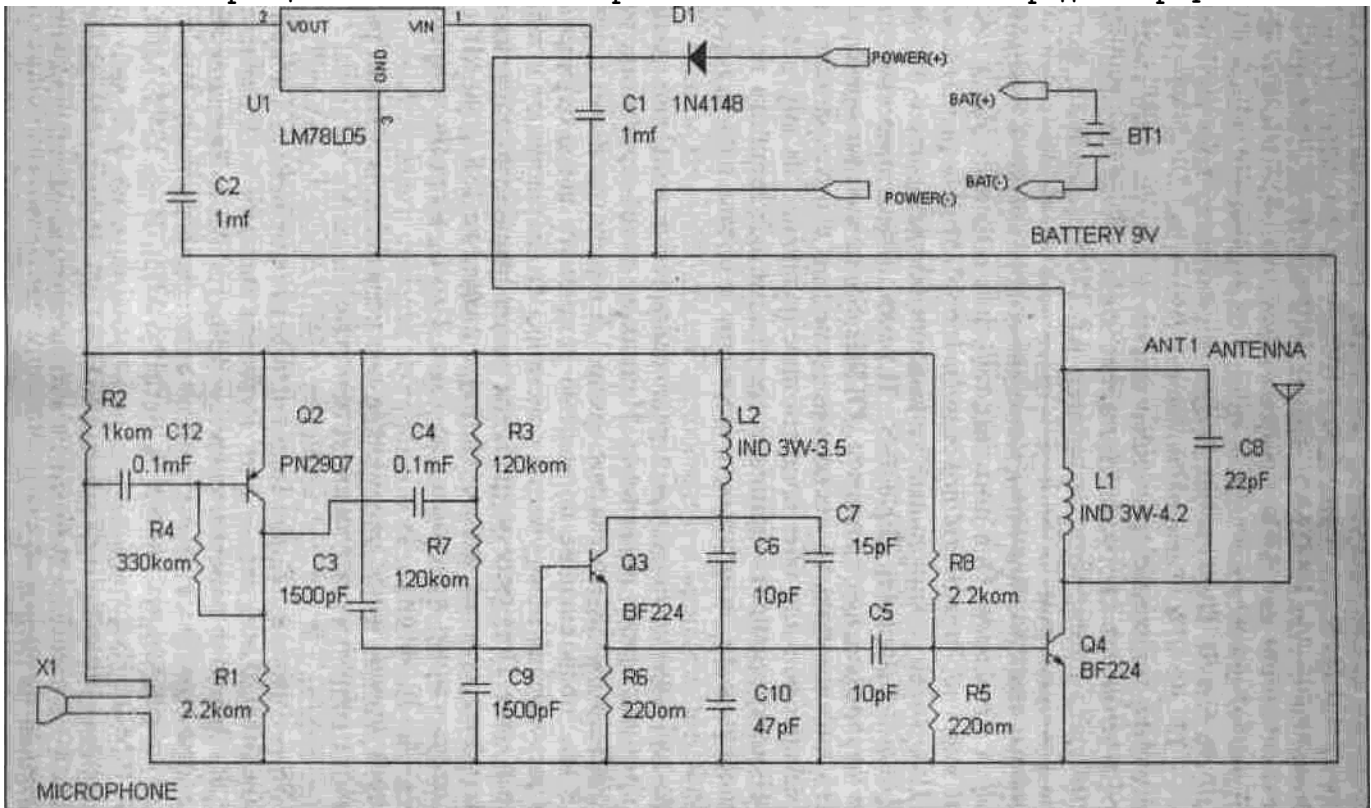 D1
2 VOUT VIN 1
GND
3
U1
LM78L05
C1
1mf
1N4148
POWER(+)
BAT(+)
BT1
C2
1mf
POWER(-)
BAT(-)
BATTERY 9V
ANT1 ANTENNA
R2
1kom
C12
0.1mF
Q2
PN2907
C4
0.1mF
R3
120kom
L2
IND 3W-3.5
C8
22pF
L1
IND 3W-4.2
R4
330kom
C3
1500pF
R7
120kom
Q3
BF224
C6
10pF
C7
15pF
R8
2.2kom
C5
10pF
Q4
BF224
X1
R1
2.2kom
C9
1500pF
R6
220om
C10
47pF
R5
220om
MICROPHONE